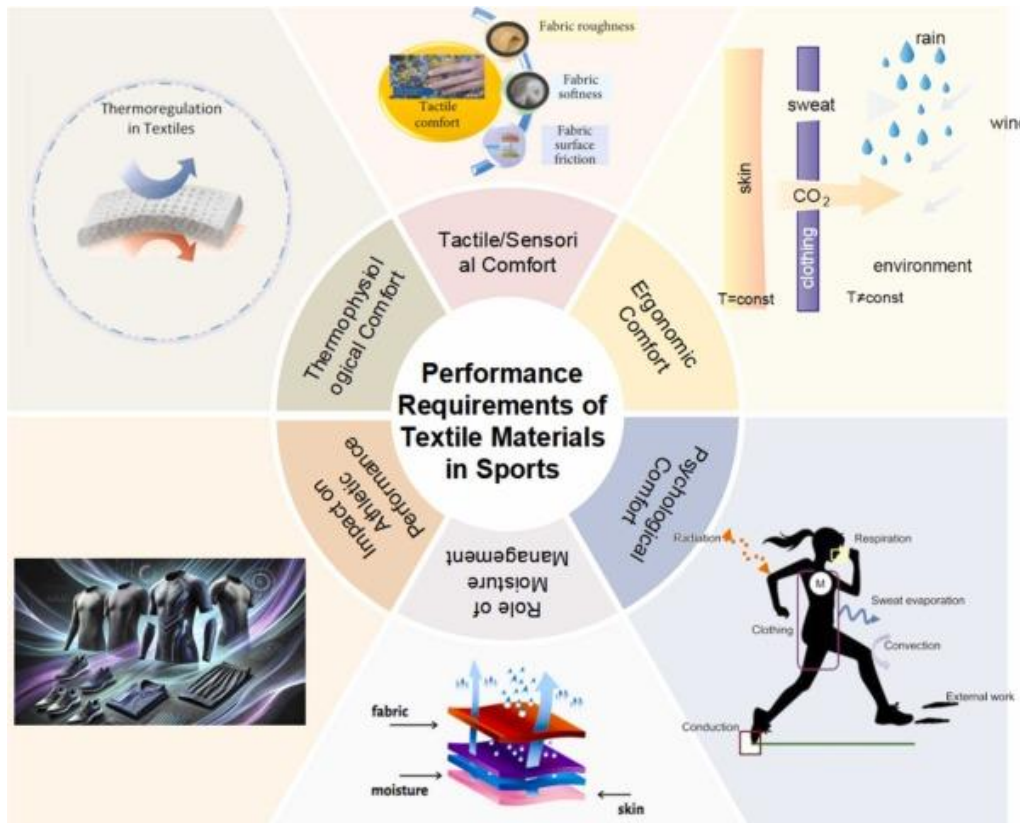 Thermoregulation
in Textiles
Fabric roughness
Tactile
comfort
Fabric
softness
Fabric
surface
friction
rain
sweat
wind
skin
CO₂
clothing
environment
T=const
T≠const
Tactile/Sensori
al Comfort
Thermophysiol
ogical Comfort
Ergonomic
Comfort
Performance
Requirements of
Textile Materials
in Sports
Impact on
Athletic
Performance
Role of
Moisture
Management
Psychological
Comfort
Radiation
Respiration
M
Sweat evaporation
Clothing
Convection
External work
Conduction
fabric
moisture
skin